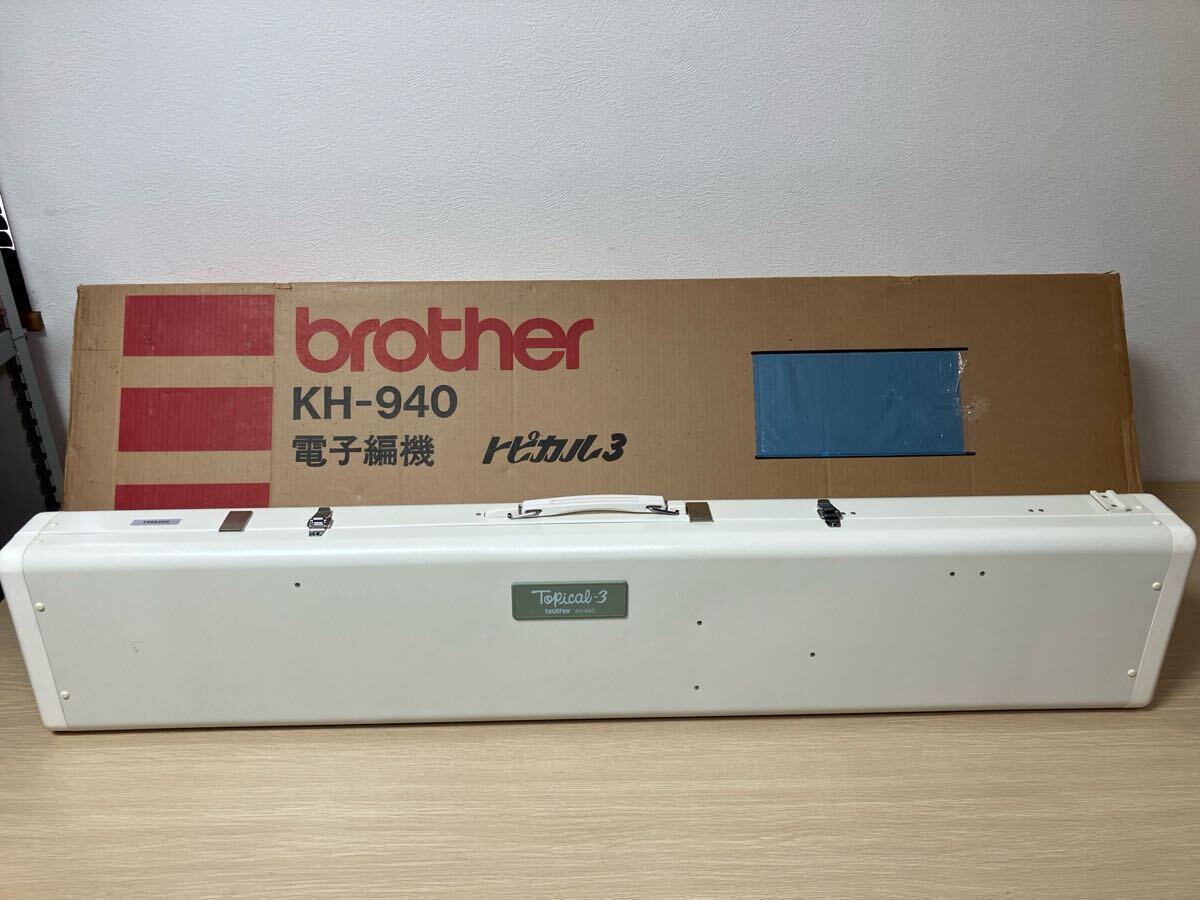 brother
KH-940
電子編機 トピカル3
Topical-3
brother KH-940